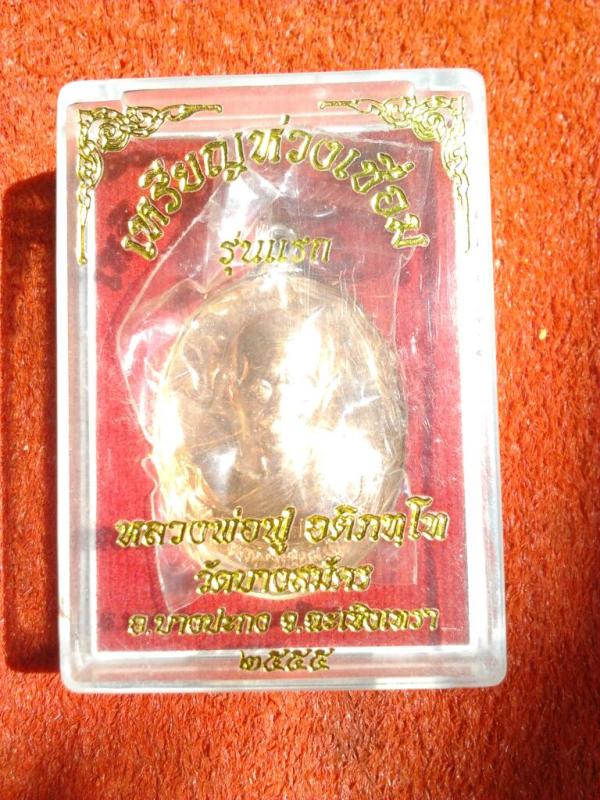 เหรียญห่วงเชื่อม
รุ่นแรก
หลวงพ่อฟู อติภทฺโท
วัดบางสมัคร
อ.บางปะกง จ.ฉะเชิงเทรา
๒๕๕๕